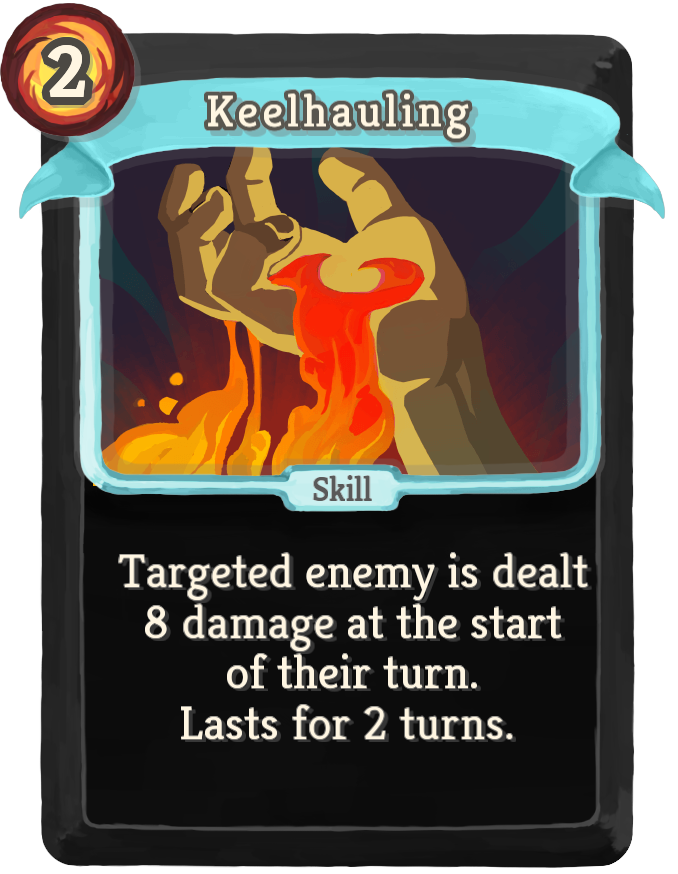 2
Keelhauling
Skill
Targeted enemy is dealt
8 damage at the start
of their turn.
Lasts for 2 turns.